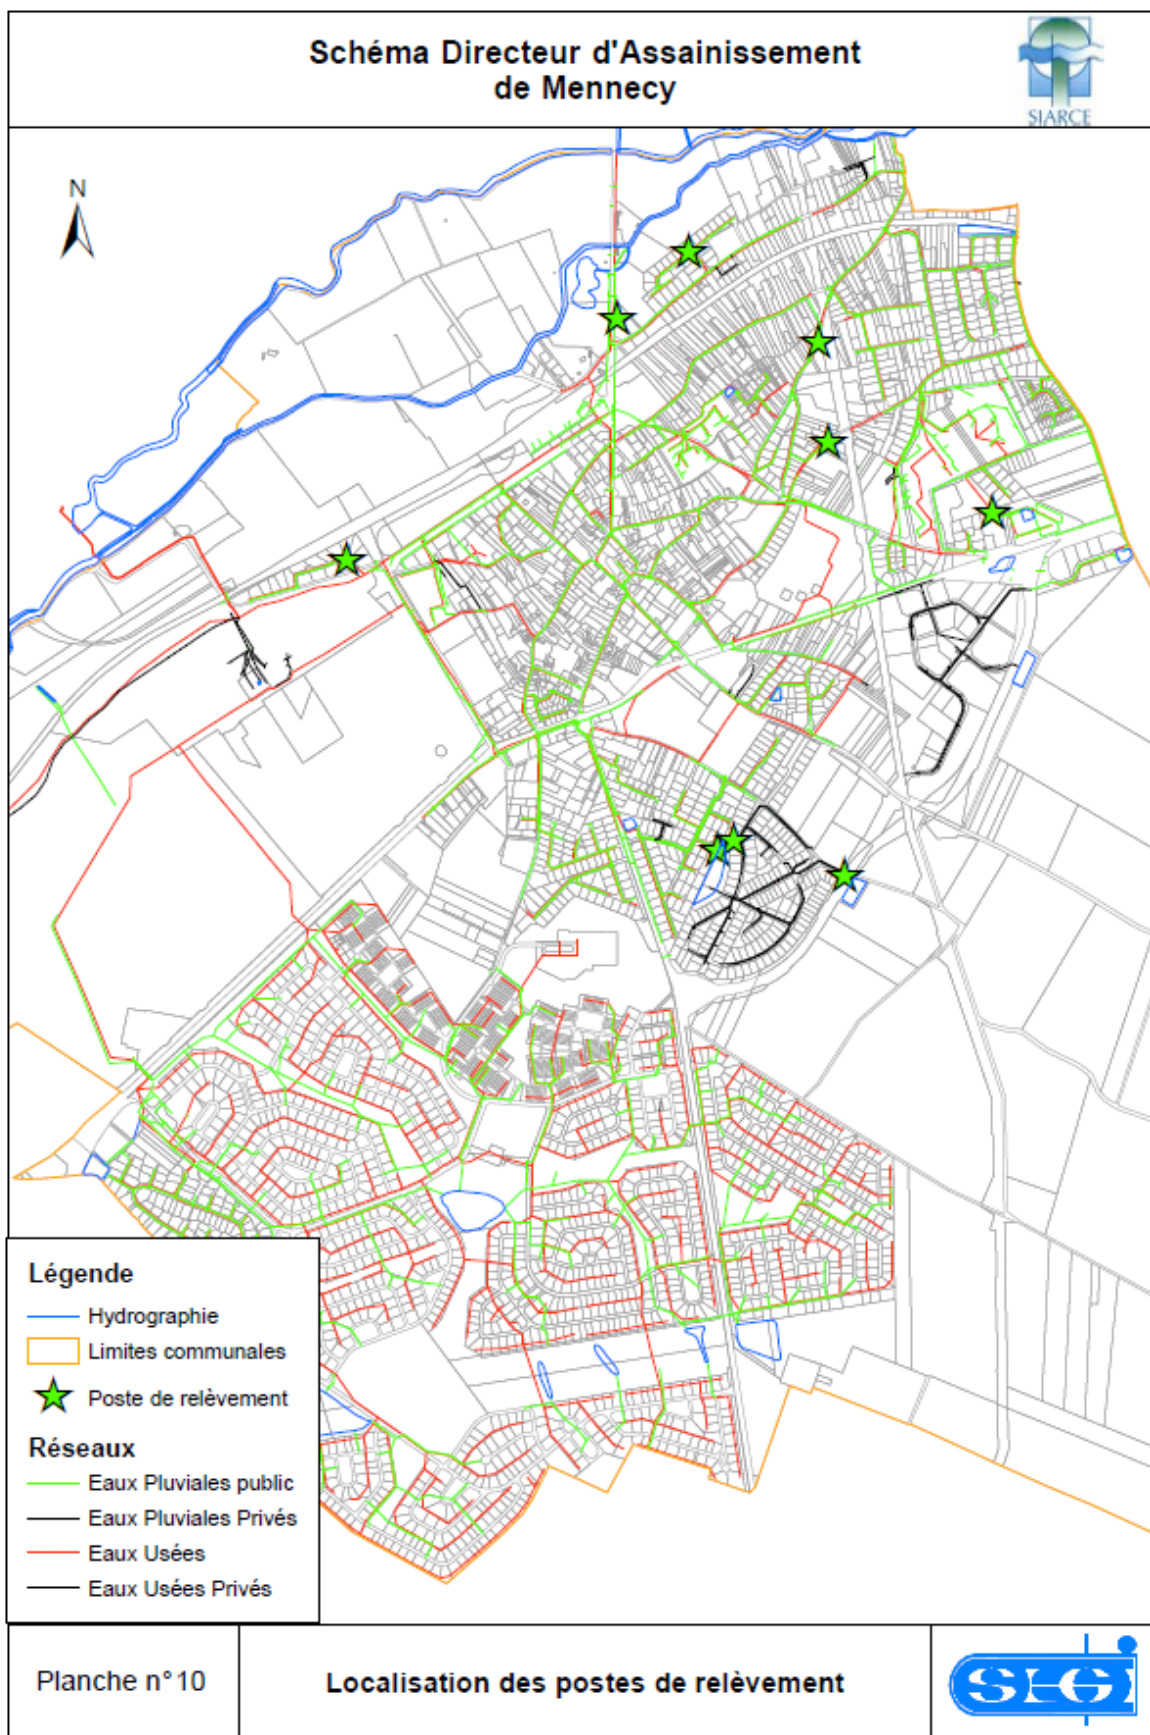 Schéma Directeur d'Assainissement
de Mennecy
SIARCE
N
Légende
Hydrographie
Limites communales
Poste de relèvement
Réseaux
Eaux Pluviales public
Eaux Pluviales Privés
Eaux Usées
Eaux Usées Privés
Planche n°10
Localisation des postes de relèvement